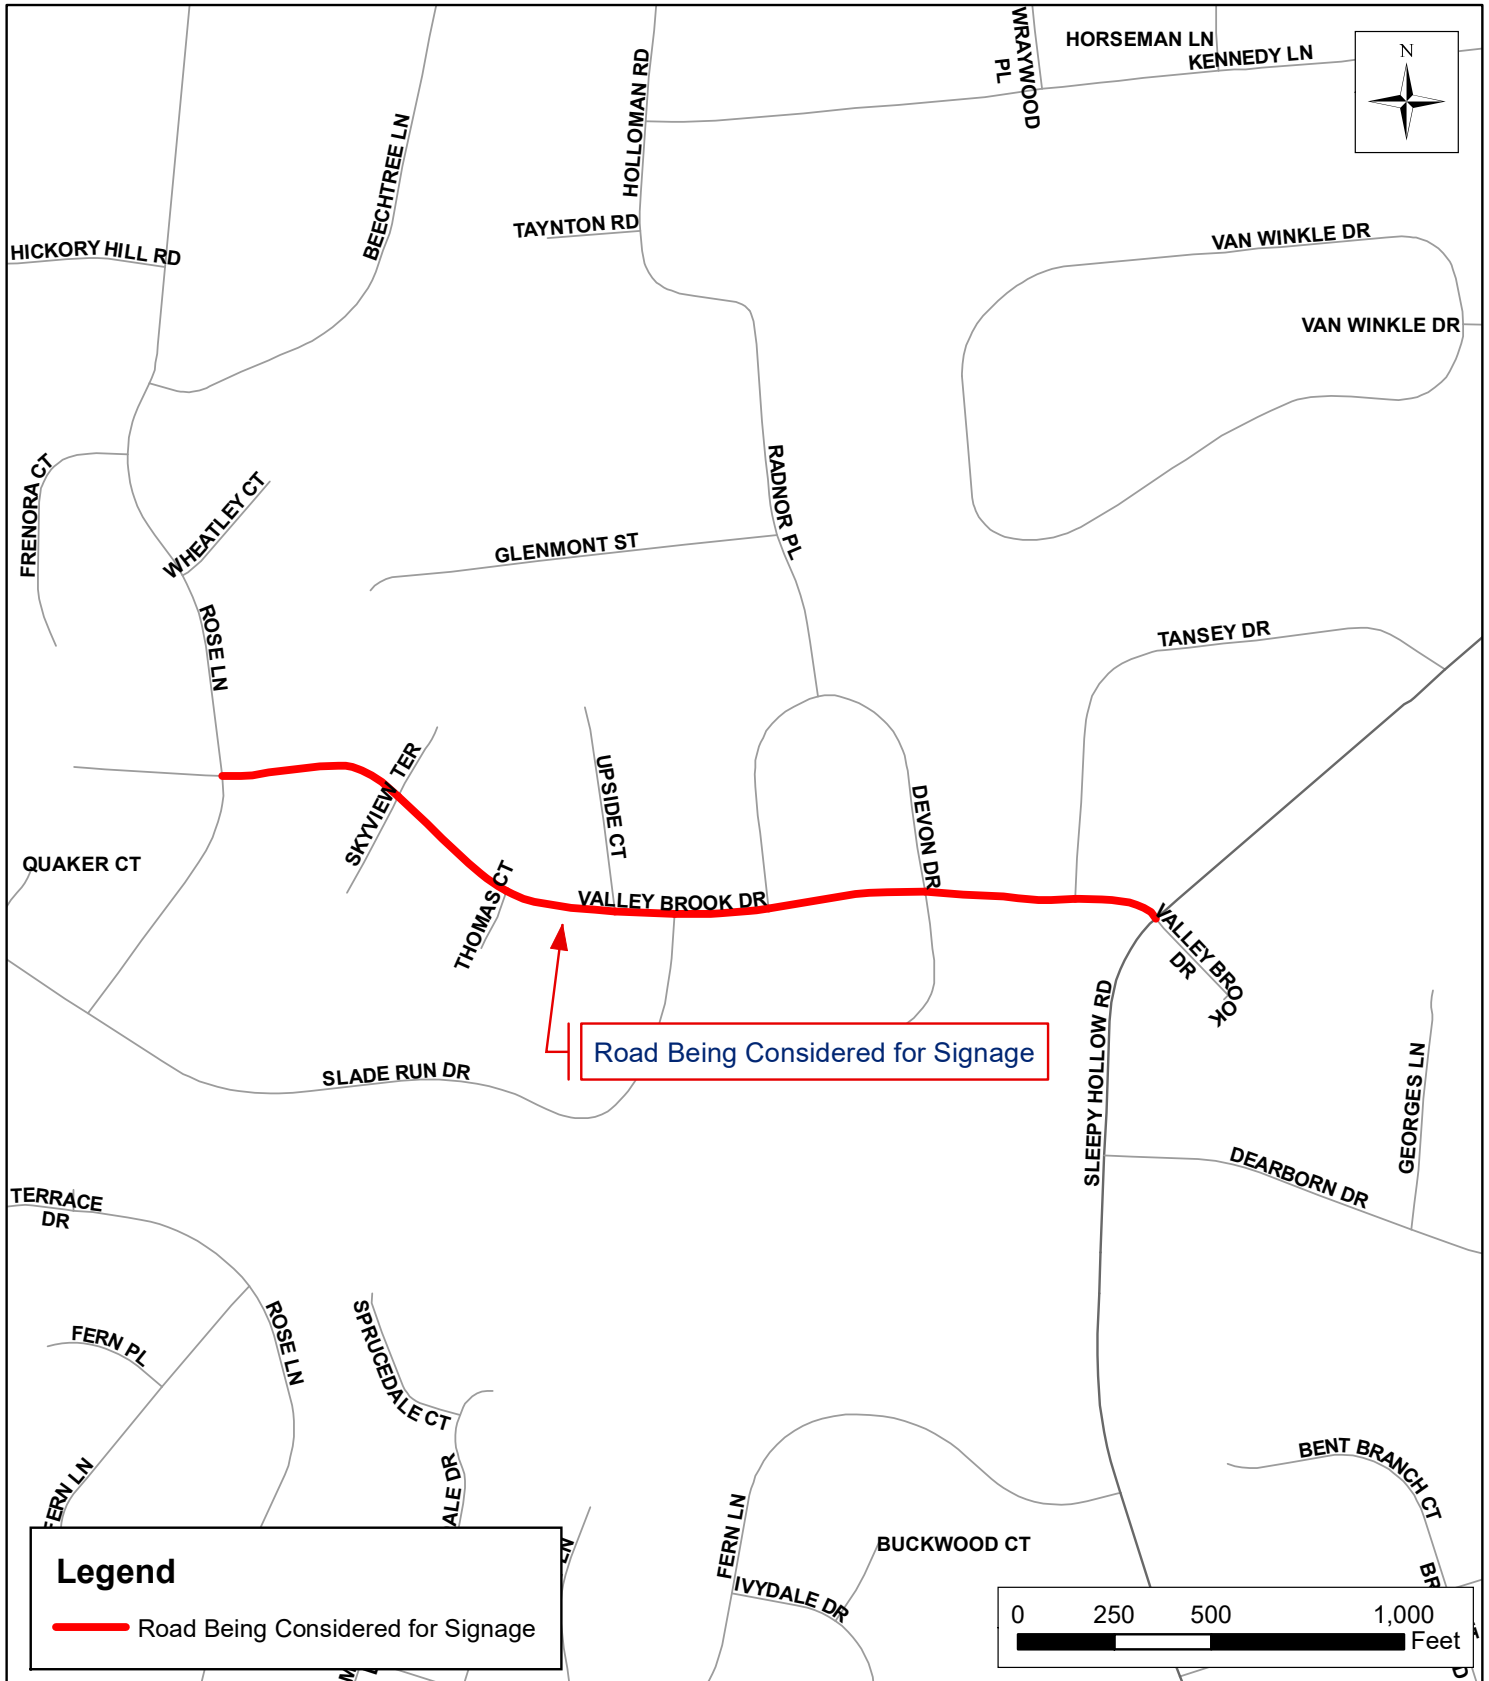 WRAYWOOD
PL
HORSEMAN LN
KENNEDY LN
N
HOLLOMAN RD
BEECHTREE LN
TAYNTON RD
HICKORY HILL RD
VAN WINKLE DR
VAN WINKLE DR
FRENORA CT
WHEATLEY CT
RADNOR PL
GLENMONT ST
ROSE LN
TANSEY DR
SKYVIEW TER
UPSIDE CT
DEVON DR
QUAKER CT
THOMAS CT
VALLEY BROOK DR
VALLEY BROOK
DR
SLEEPY HOLLOW RD
Road Being Considered for Signage
GEORGES LN
SLADE RUN DR
DEARBORN DR
TERRACE
DR
ROSE LN
SPRUCEDALE CT
FERN PL
FERN LN
ALE DR
LN
FERN LN
BUCKWOOD CT
IVYDALE DR
BENT BRANCH CT
BR
Legend
Road Being Considered for Signage
0 250 500 1,000
Feet